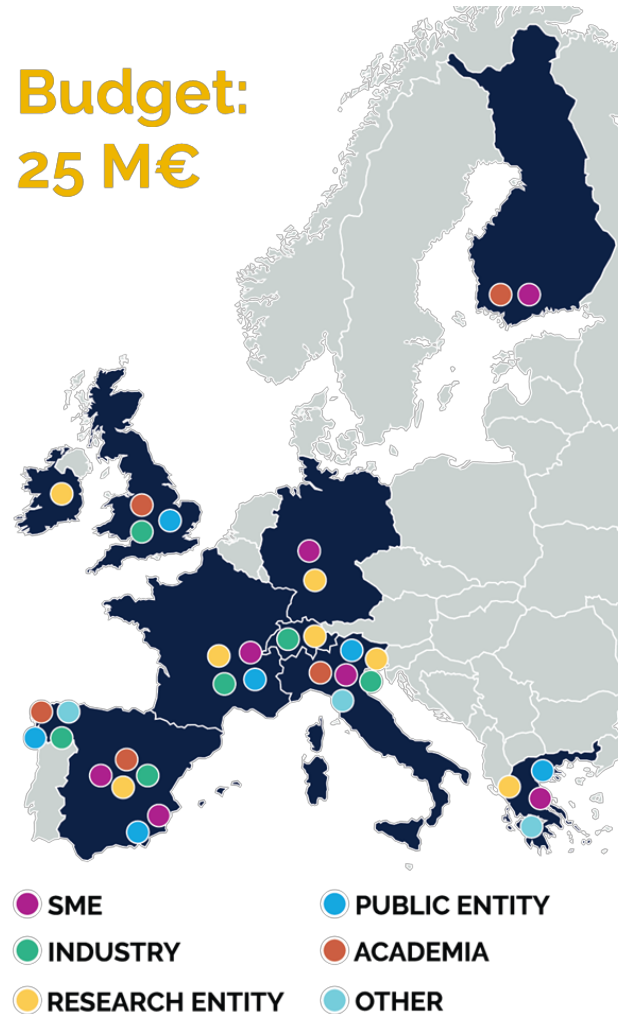 Budget:
25 M€
SME
PUBLIC ENTITY
INDUSTRY
ACADEMIA
RESEARCH ENTITY
OTHER